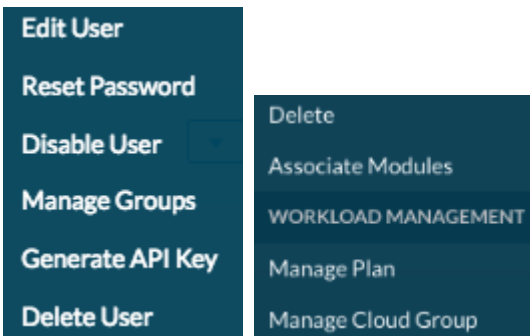 Edit User
Reset Password
Disable User
Manage Groups
Generate API Key
Delete User
Delete
Associate Modules
WORKLOAD MANAGEMENT
Manage Plan
Manage Cloud Group